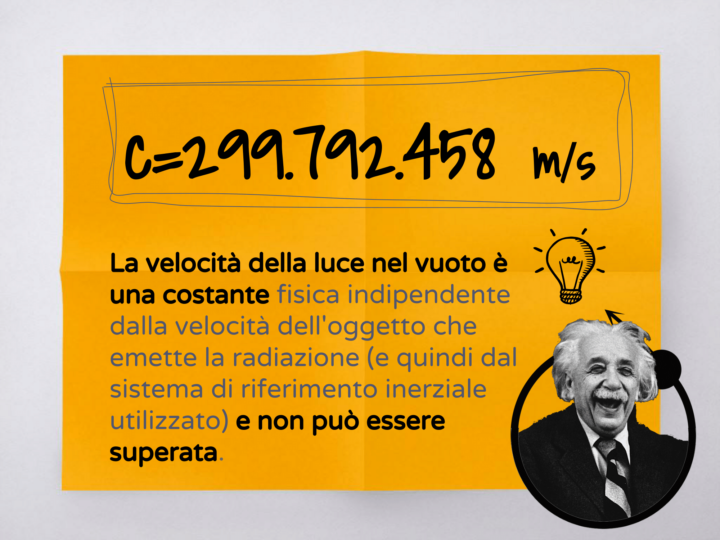 C=299.792.458 m/s
La velocità della luce nel vuoto è
una costante fisica indipendente
dalla velocità dell'oggetto che
emette la radiazione (e quindi dal
sistema di riferimento inerziale
utilizzato) e non può essere
superata.